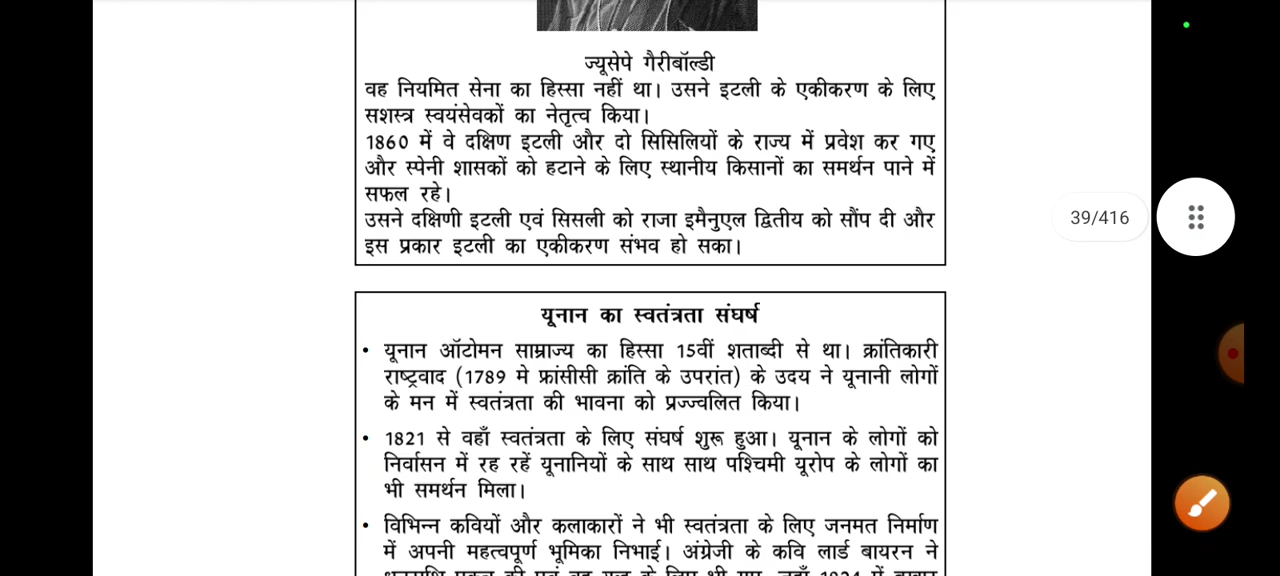 ज्यूसेपे गैरीबॉल्डी
वह नियमित सेना का हिस्सा नहीं था। उसने इटली के एकीकरण के लिए
सशस्त्र स्वयंसेवकों का नेतृत्व किया।
1860 में वे दक्षिण इटली और दो सिसिलियों के राज्य में प्रवेश कर गए
और स्पेनी शासकों को हटाने के लिए स्थानीय किसानों का समर्थन पाने में
सफल रहे।
उसने दक्षिणी इटली एवं सिसली को राजा इमैनुएल द्वितीय को सौंप दी और
इस प्रकार इटली का एकीकरण संभव हो सका।
39/416
यूनान का स्वतंत्रता संघर्ष
• यूनान ऑटोमन साम्राज्य का हिस्सा 15वीं शताब्दी से था। क्रांतिकारी
राष्ट्रवाद (1789 मे फ्रांसीसी क्रांति के उपरांत) के उदय ने यूनानी लोगों
के मन में स्वतंत्रता की भावना को प्रज्ज्वलित किया।
• 1821 से वहाँ स्वतंत्रता के लिए संघर्ष शुरू हुआ। यूनान के लोगों को
निर्वासन में रह रहें यूनानियों के साथ साथ पश्चिमी यूरोप के लोगों का
भी समर्थन मिला।
• विभिन्न कवियों और कलाकारों ने भी स्वतंत्रता के लिए जनमत निर्माण
में अपनी महत्वपूर्ण भूमिका निभाई। अंग्रेजी के कवि लार्ड बायरन ने